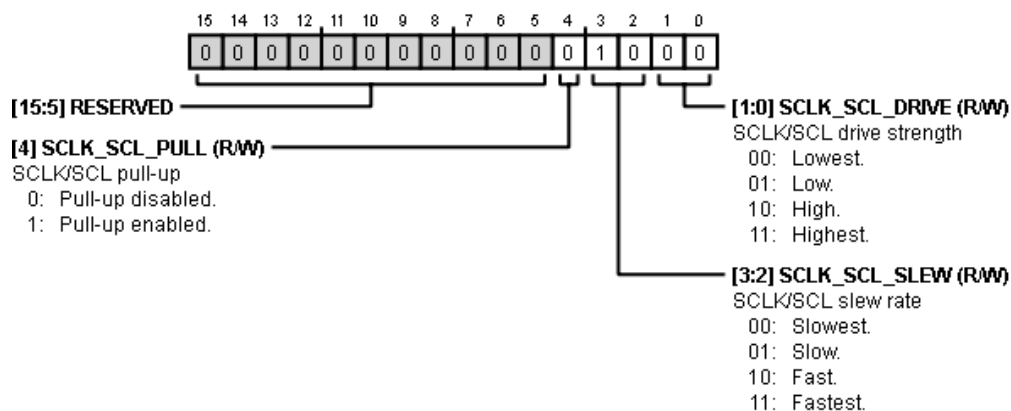 15 14 13 12 11 10 9 8 7 6 5 4 3 2 1 0
0 0 0 0 0 0 0 0 0 0 0 0 1 0 0 0
[15:5] RESERVED
[4] SCLK_SCL_PULL (R/W)
SCLK/SCL pull-up
0: Pull-up disabled.
1: Pull-up enabled.
[1:0] SCLK_SCL_DRIVE (R/W)
SCLK/SCL drive strength
00: Lowest.
01: Low.
10: High.
11: Highest.
[3:2] SCLK_SCL_SLEW (R/W)
SCLK/SCL slew rate
00: Slowest.
01: Slow.
10: Fast.
11: Fastest.